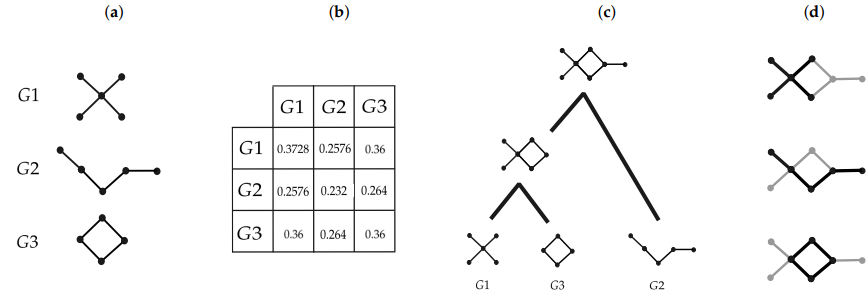 (a)
(b)
(c)
(d)
G1
G2
G3
G1 G2 G3
G1 0.3728 0.2576 0.36
G2 0.2576 0.232 0.264
G3 0.36 0.264 0.36
G1 G3 G2